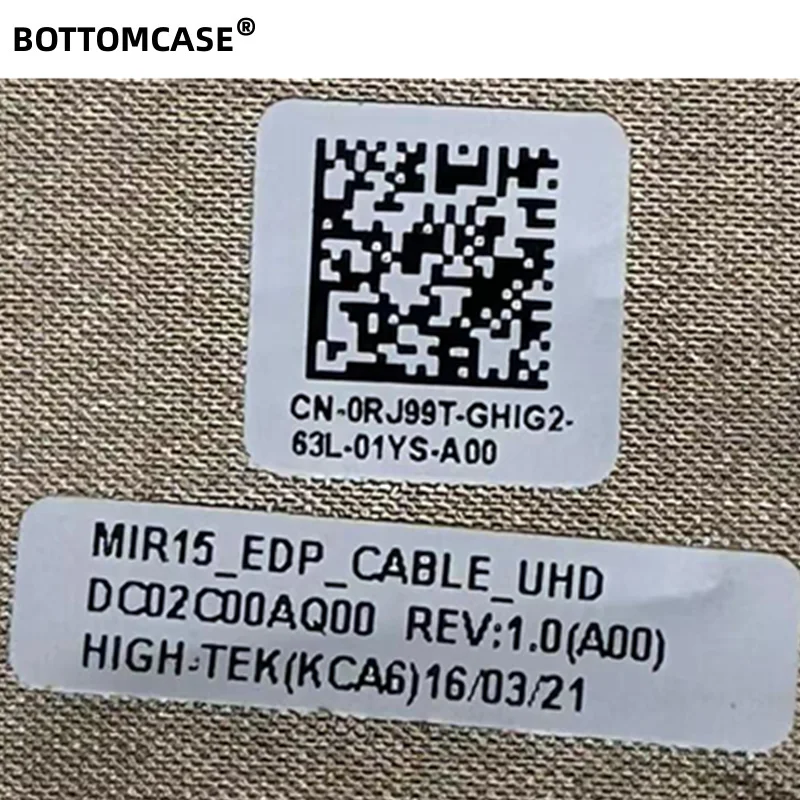 BOTTOMCASE®
CN-0RJ99T-GHIG2-
63L-01YS-A00
MIR15_EDP_CABLE_UHD
DC02C00AQ00 REV:1.0(A00)
HIGH-TEK(KCA6)16/03/21